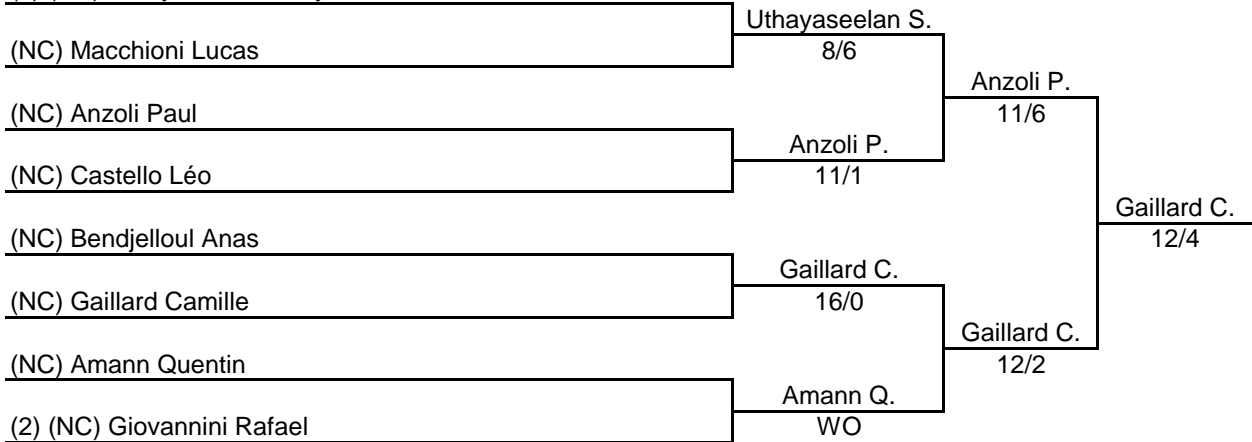 Uthayaseelan S.
(NC) Macchioni Lucas
8/6
Anzoli P.
(NC) Anzoli Paul
11/6
Anzoli P.
(NC) Castello Léo
11/1
Gaillard C.
(NC) Bendjelloul Anas
12/4
Gaillard C.
(NC) Gaillard Camille
16/0
Gaillard C.
(NC) Amann Quentin
12/2
Amann Q.
(2) (NC) Giovannini Rafael
WO